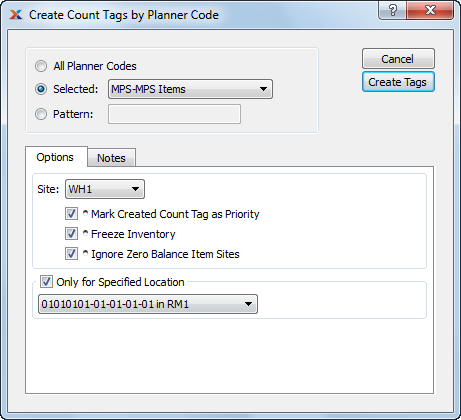 Create Count Tags by Planner Code
?
All Planner Codes
Cancel
Selected: MPS-MPS Items
Create Tags
Pattern:
Options Notes
Site: WH1
* Mark Created Count Tag as Priority
* Freeze Inventory
* Ignore Zero Balance Item Sites
Only for Specified Location
01010101-01-01-01-01 in RM1